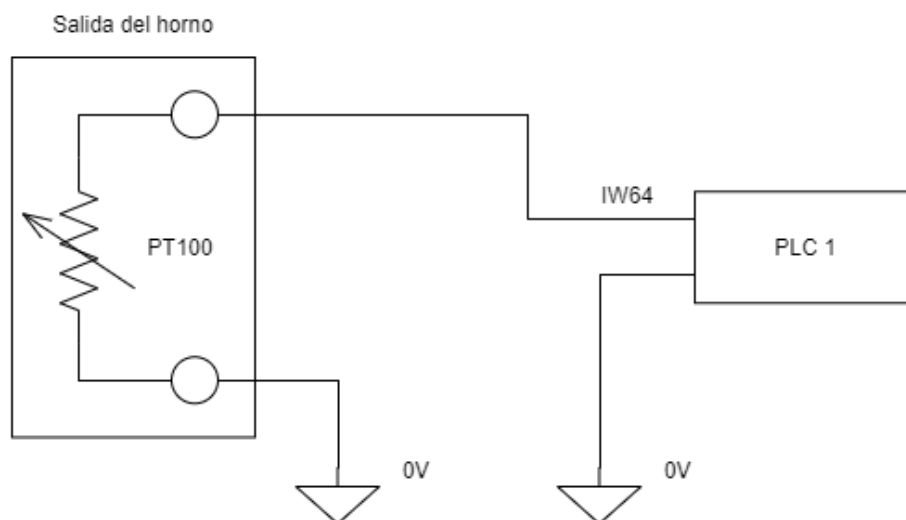 Salida del horno
IW64
PT100
PLC 1
0V
0V